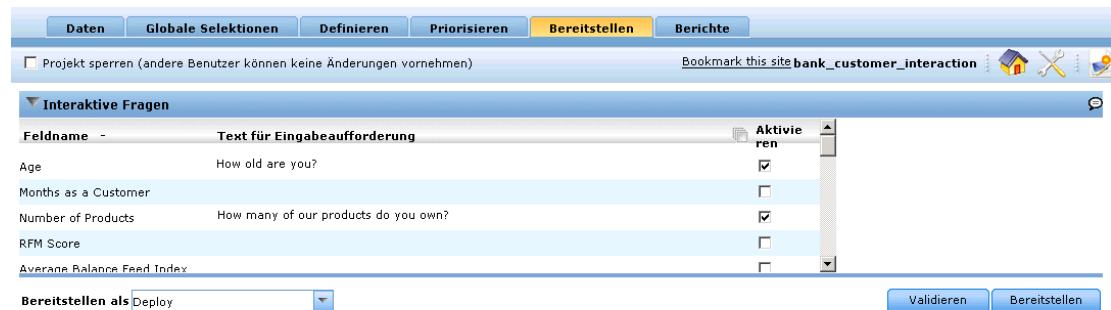 Daten Globale Selektionen Definieren Priorisieren Bereitstellen Berichte
Projekt sperren (andere Benutzer können keine Änderungen vornehmen) Bookmark this site bank_customer_interaction
Interaktive Fragen
Feldname - Text für Eingabeaufforderung Aktivie
ren
Age How old are you?
Months as a Customer
Number of Products How many of our products do you own?
RFM Score
Average Balance Feed Index
Bereitstellen als Deploy Validieren Bereitstellen